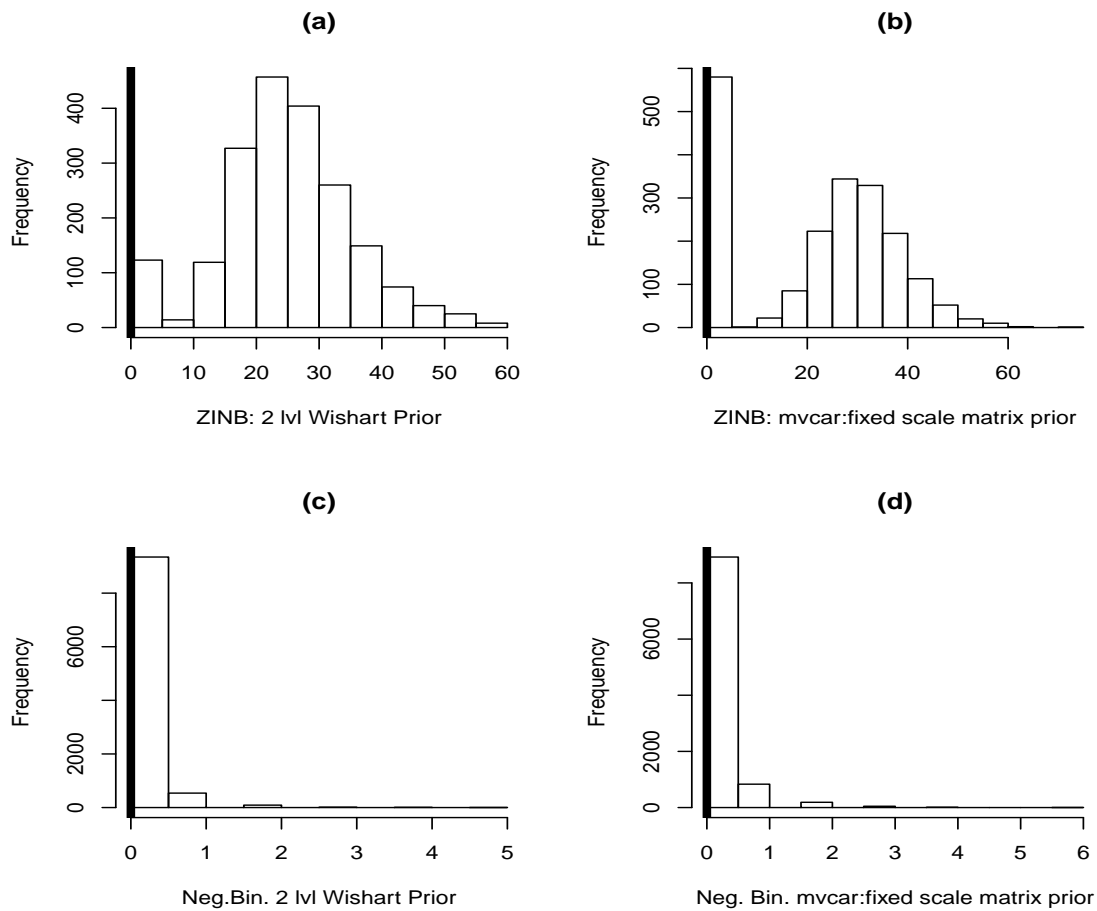 (a)
Frequency
400
300
200
100
0
0 10 20 30 40 50 60
ZINB: 2 lvl Wishart Prior
(b)
Frequency
500
300
100
0
0 20 40 60
ZINB: mvcar:fixed scale matrix prior
(c)
Frequency
6000
2000
0
0 1 2 3 4 5
Neg.Bin. 2 lvl Wishart Prior
(d)
Frequency
6000
2000
0
0 1 2 3 4 5 6
Neg. Bin. mvcar:fixed scale matrix prior